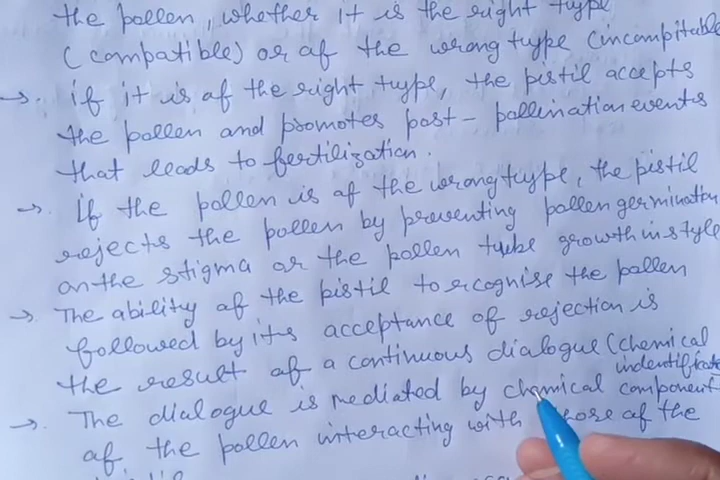 the pollen, whether it is the right type
(compatible) or of the wrong type (incompitable
→. if it is of the right type, the pistil accepts
the pollen and promotes post - pollination events
that leads to fertilization.
→. If the pollen is of the wrong type, the pistil
rejects the pollen by preventing pollen germination
on the stigma or the pollen tube growth in style
→. The ability of the pistil to recognise the pollen
followed by its acceptance of rejection is
the result of a continuous dialogue (chemical
indentificate
→. The dialogue is mediated by chemical component
of the pollen interacting with those of the